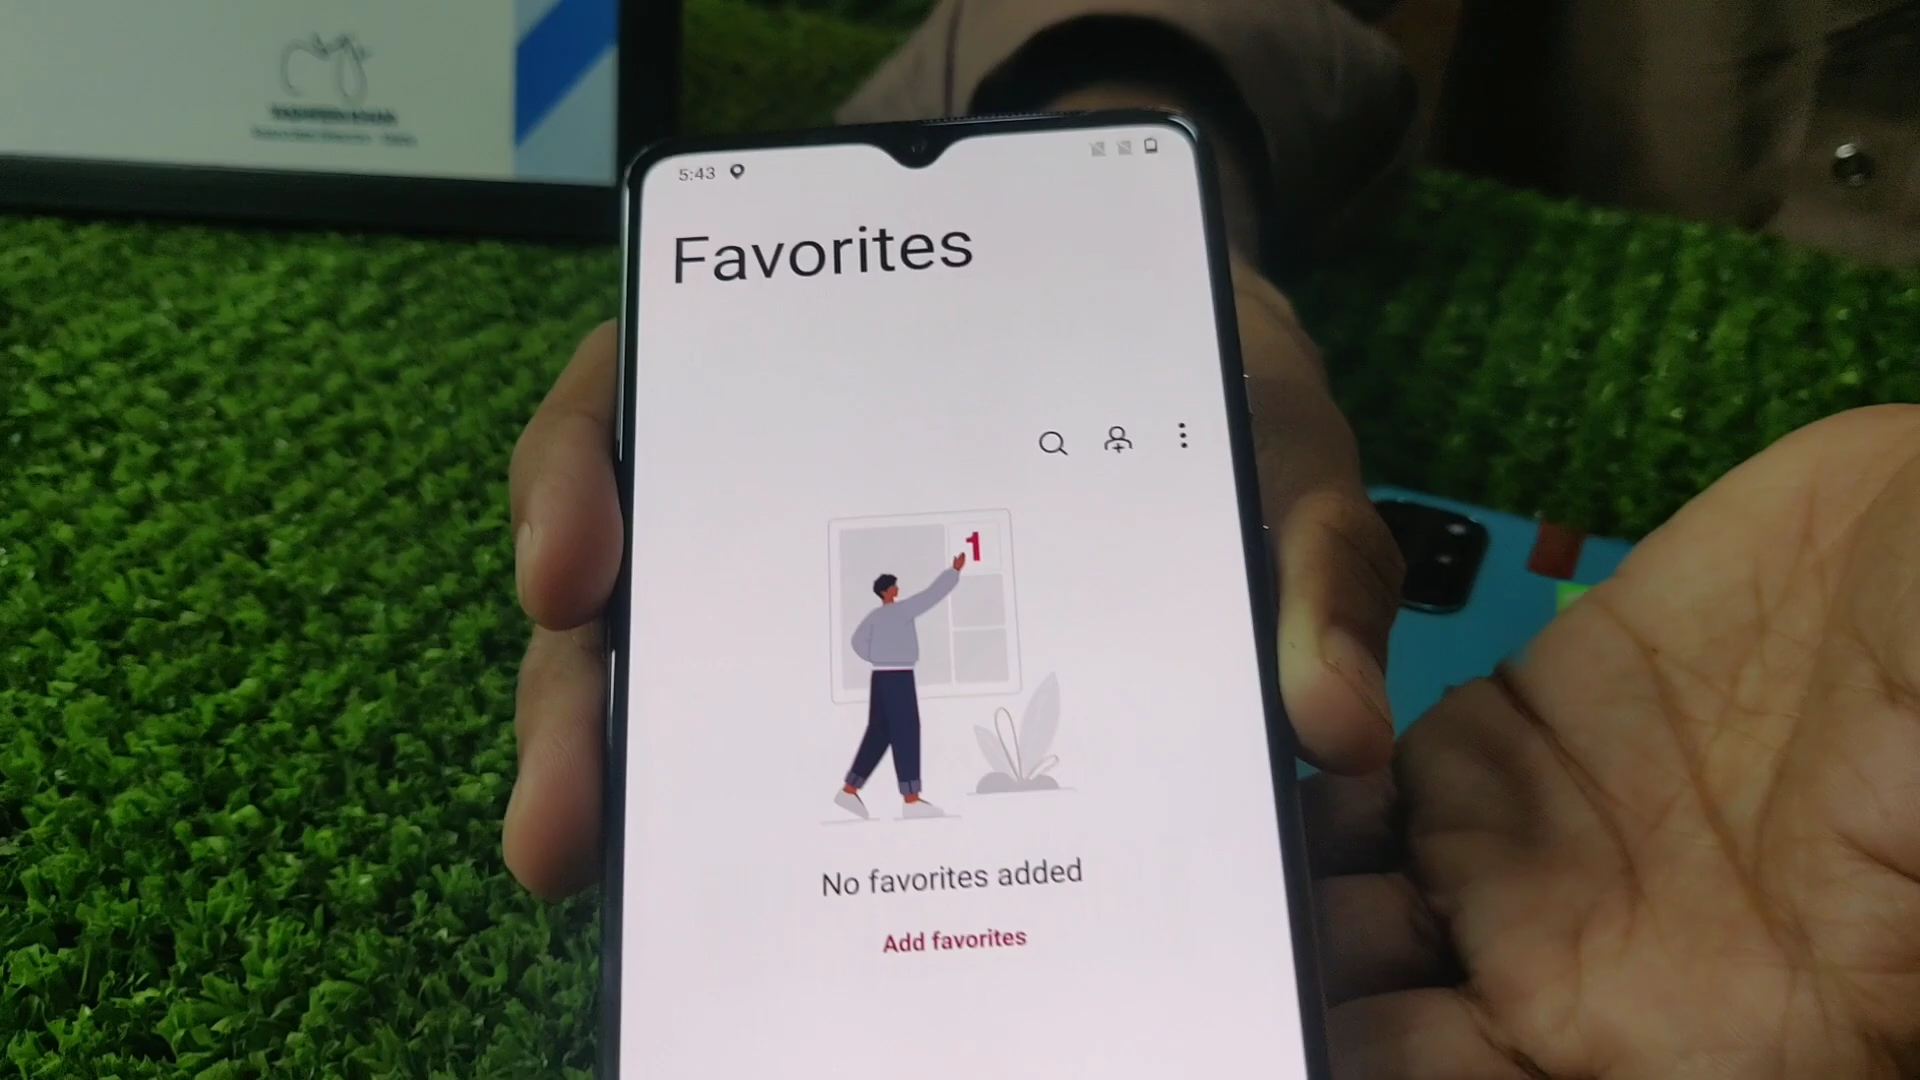 5:43
Favorites
1
No favorites added
Add favorites